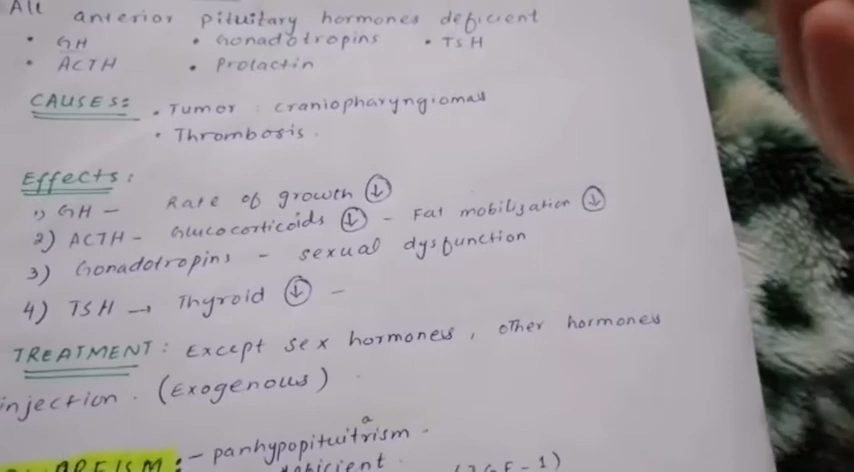 All anterior pituitary hormones deficient
• GH • Gonadotropins • TSH
• ACTH • Prolactin
CAUSES: • Tumor : craniopharyngiomas
• Thrombosis.
Effects:
1) GH – Rate of growth ↓
2) ACTH – Glucocorticoids ↓ – Fat mobilization ↓
3) Gonadotropins – sexual dysfunction
4) TSH → Thyroid ↓ –
TREATMENT: Except sex hormones, other hormones
injection. (Exogenous)
: – panhypopituitarism –